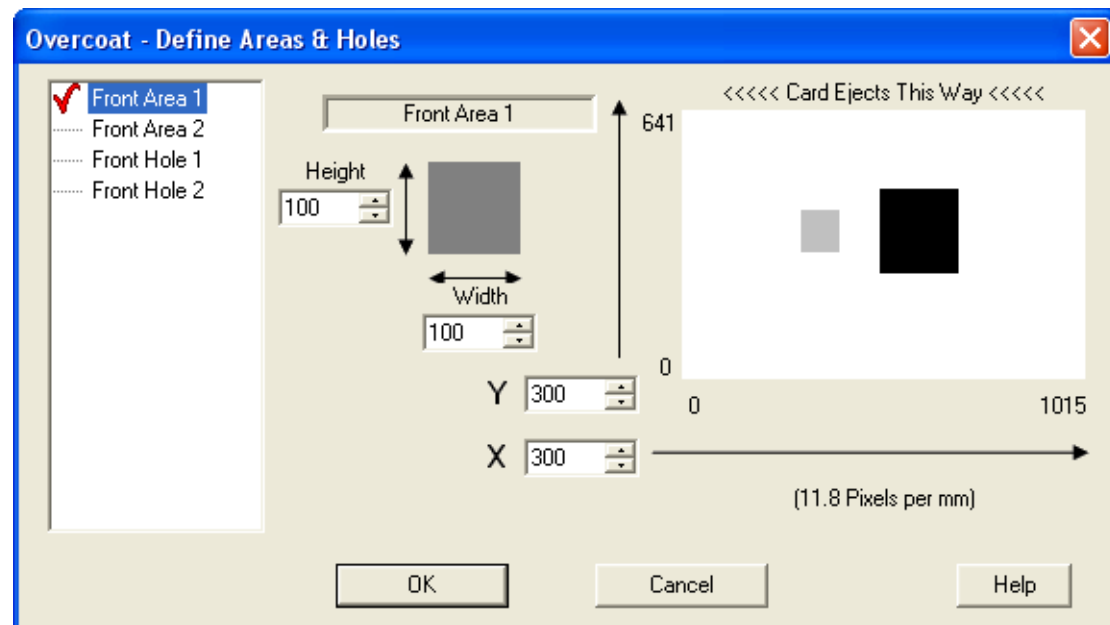 Overcoat - Define Areas & Holes
Front Area 1
Front Area 2
Front Hole 1
Front Hole 2
Front Area 1
Height
100
Width
100
Y 300
X 300
<<<<< Card Ejects This Way <<<<<
641
0
0 1015
(11.8 Pixels per mm)
OK Cancel Help